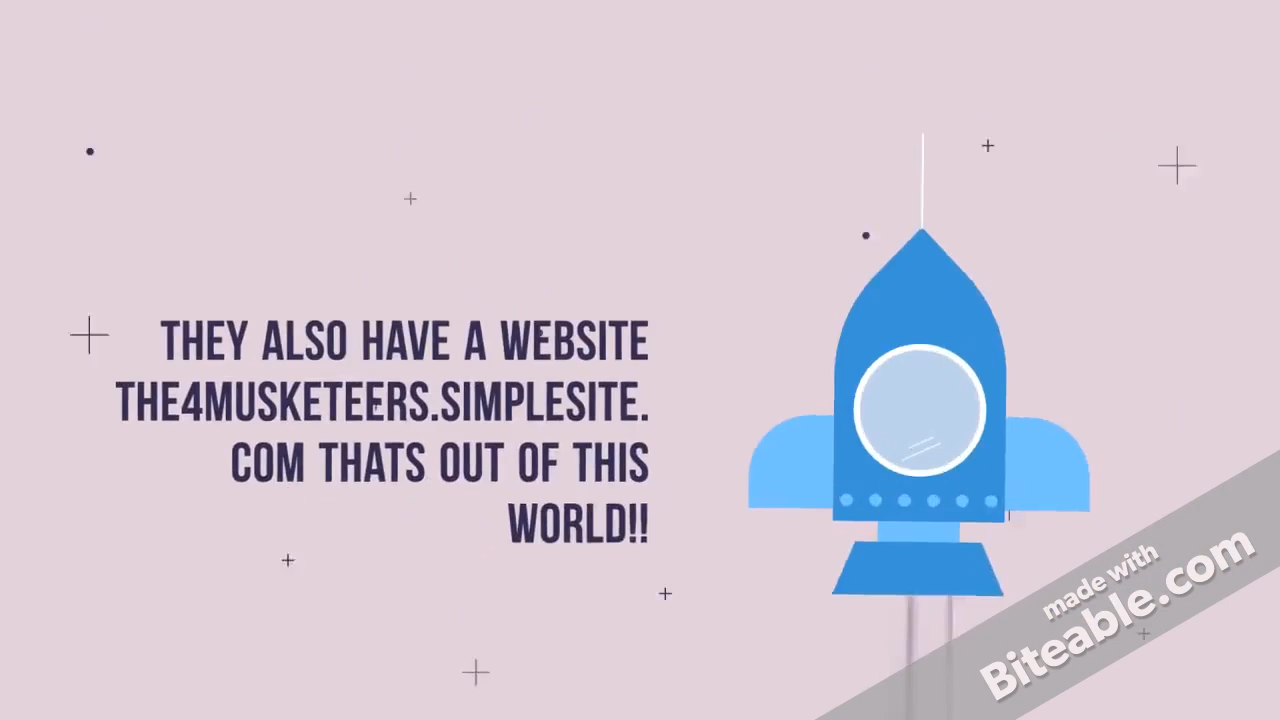 THEY ALSO HAVE A WEBSITE
THE4MUSKETEERS.SIMPLESITE.
COM THATS OUT OF THIS
WORLD!!
made with
Biteable.com